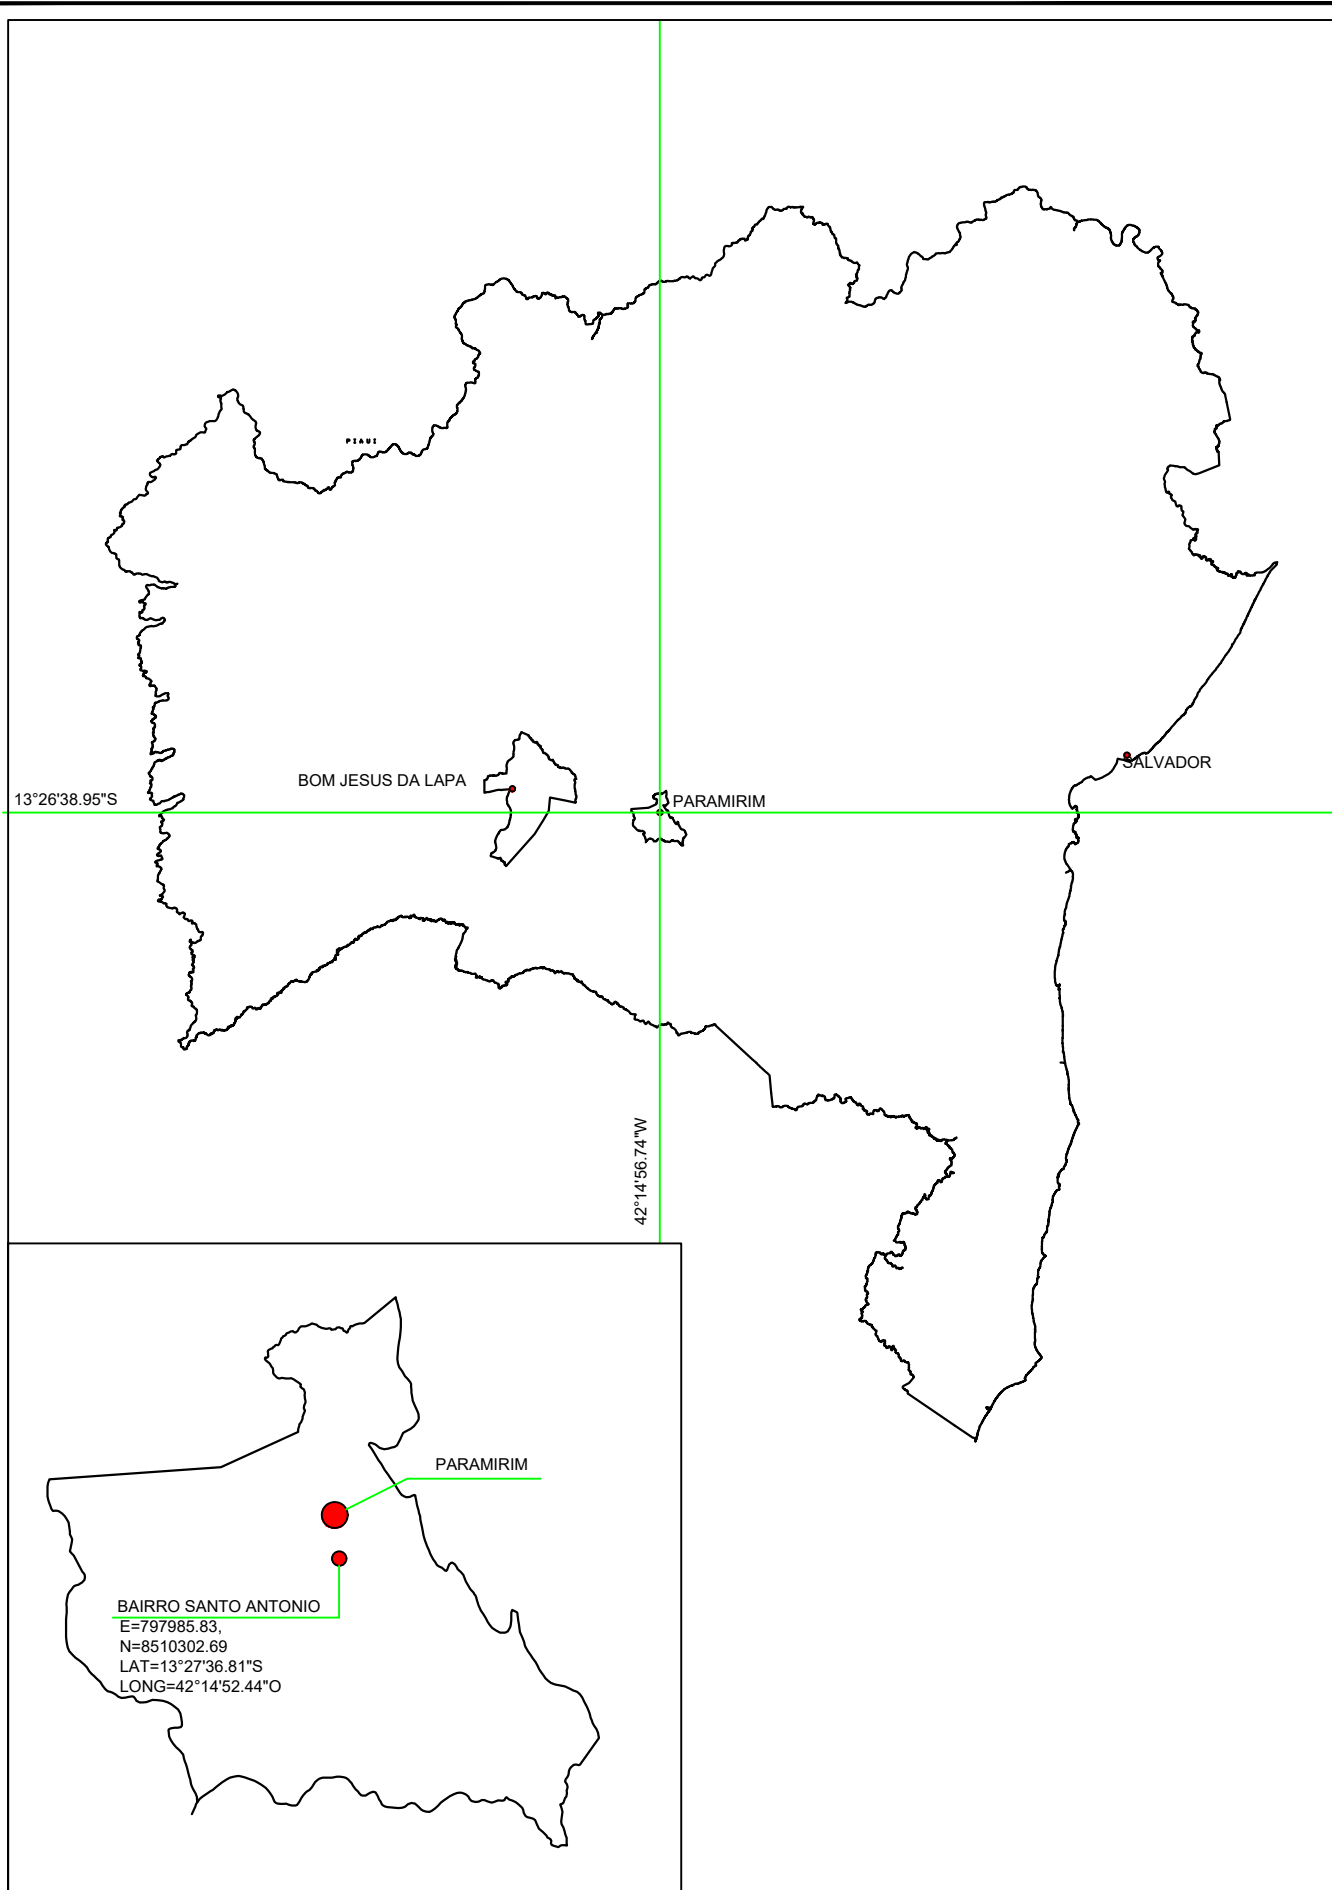 PIAUI
BOM JESUS DA LAPA
SALVADOR
13°26'38.95"S
PARAMIRIM
42°14'56.74"W
PARAMIRIM
BAIRRO SANTO ANTONIO
E=797985.83,
N=8510302.69
LAT=13°27'36.81"S
LONG=42°14'52.44"O